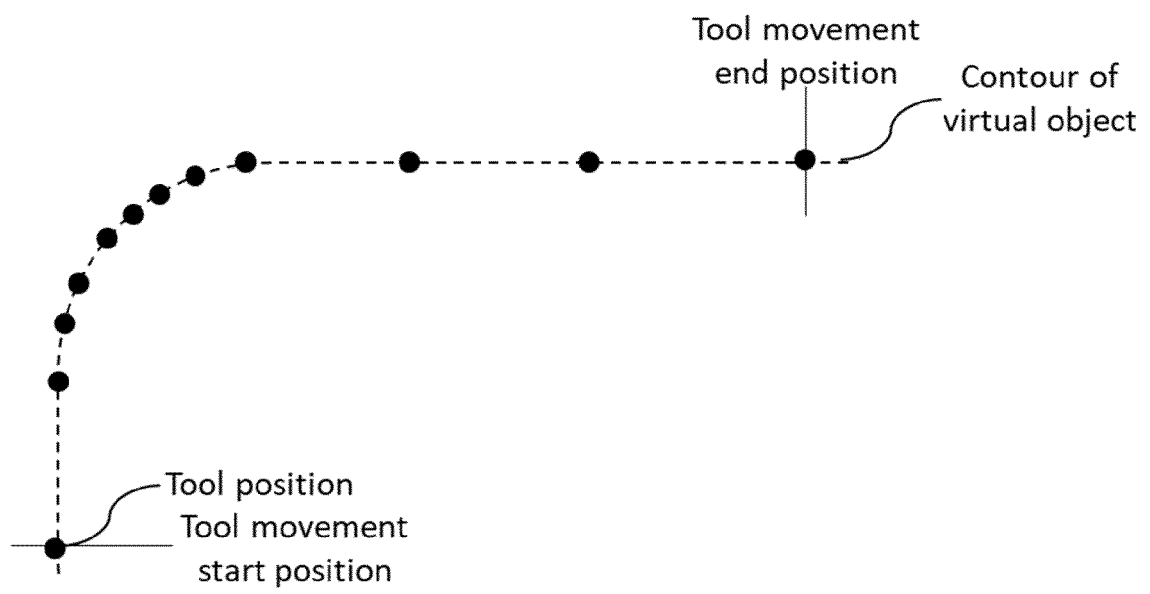 Tool movement
end position
Contour of
virtual object
Tool position
Tool movement
start position